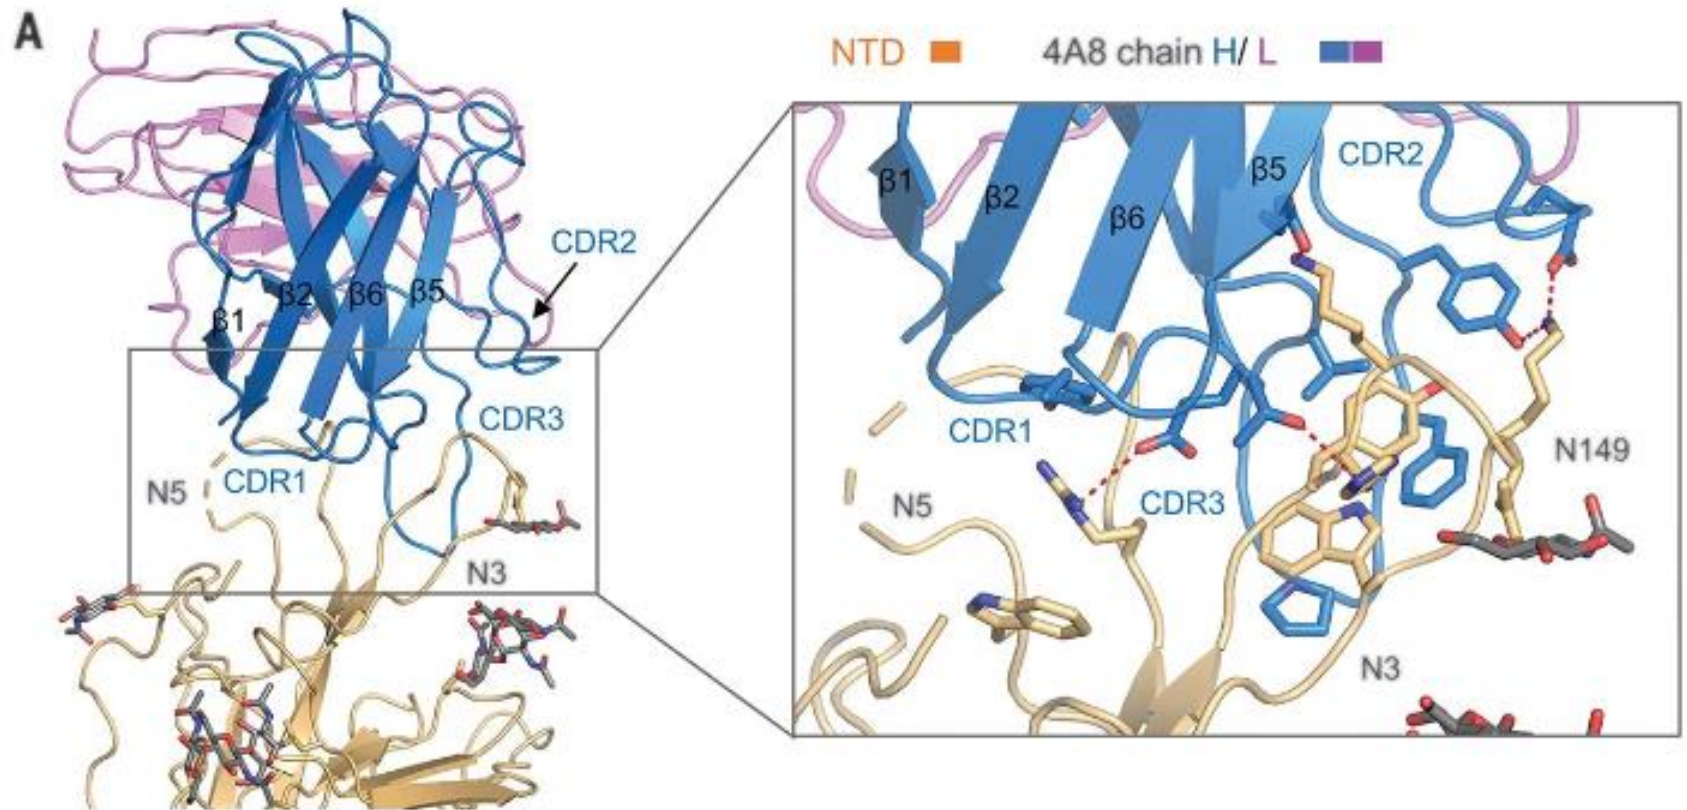 A
NTD
4A8 chain H/ L
CDR2
β1
β2
β6
β5
CDR3
CDR1
N5
N3
β1
β2
β6
β5
CDR2
CDR1
CDR3
N5
N149
N3